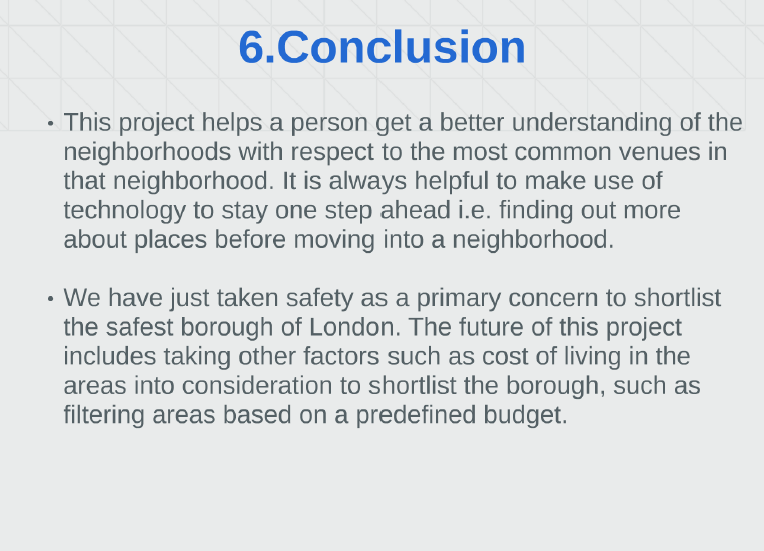 6.Conclusion
• This project helps a person get a better understanding of the
neighborhoods with respect to the most common venues in
that neighborhood. It is always helpful to make use of
technology to stay one step ahead i.e. finding out more
about places before moving into a neighborhood.
• We have just taken safety as a primary concern to shortlist
the safest borough of London. The future of this project
includes taking other factors such as cost of living in the
areas into consideration to shortlist the borough, such as
filtering areas based on a predefined budget.